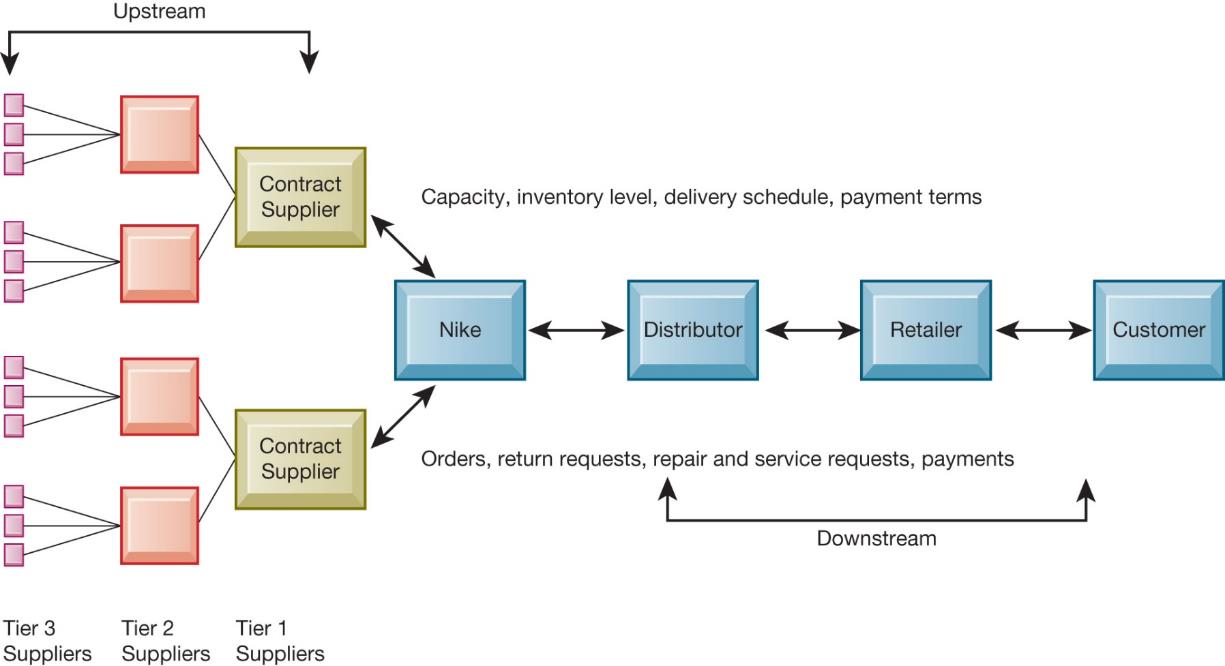 Upstream
Contract
Supplier
Capacity, inventory level, delivery schedule, payment terms
Nike
Distributor
Retailer
Customer
Contract
Supplier
Orders, return requests, repair and service requests, payments
Downstream
Tier 3
Suppliers
Tier 2
Suppliers
Tier 1
Suppliers